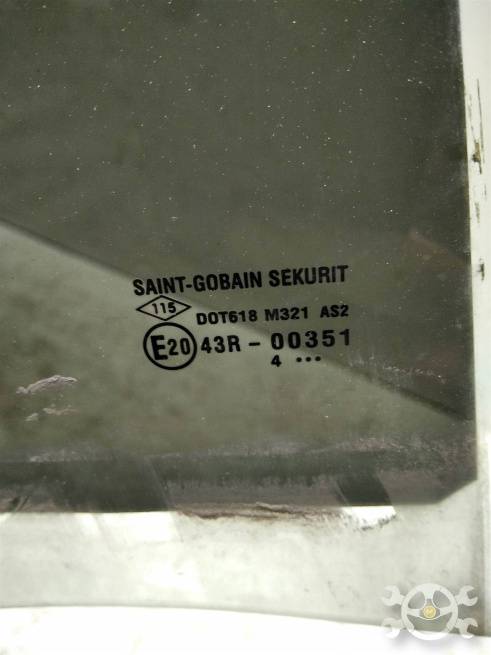 SAINT-GOBAIN SEKURIT
115
DOT618 M321 AS2
E20 43R-00351
4 •••